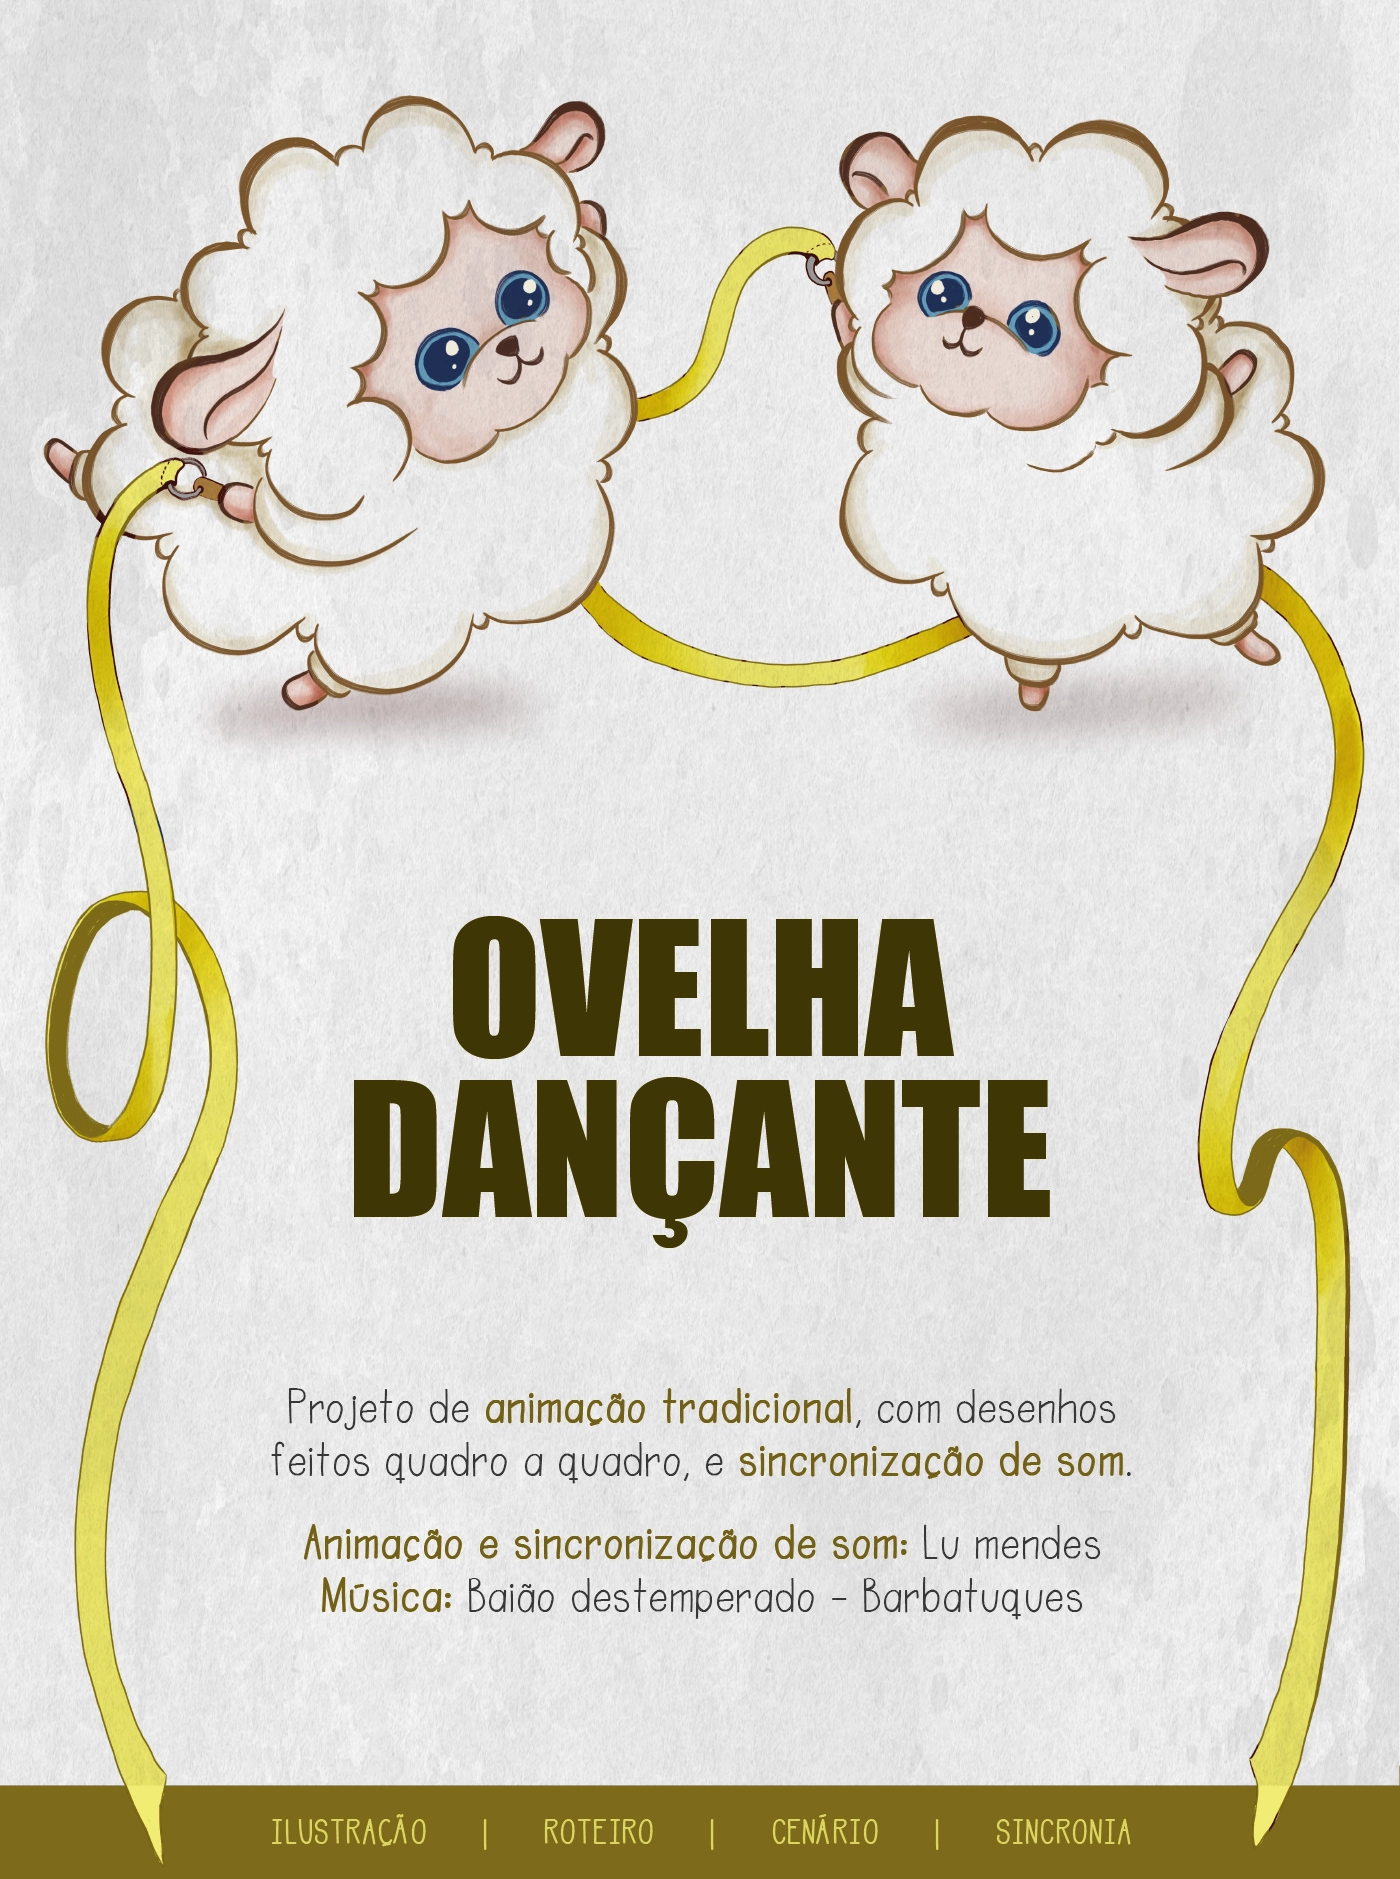 OVELHA
DANÇANTE
Projeto de animação tradicional, com desenhos
feitos quadro a quadro, e sincronização de som.
Animação e sincronização de som: Lu mendes
Música: Baião destemperado - Barbatuques
ILUSTRAÇÃO | ROTEIRO | CENÁRIO | SINCRONIA